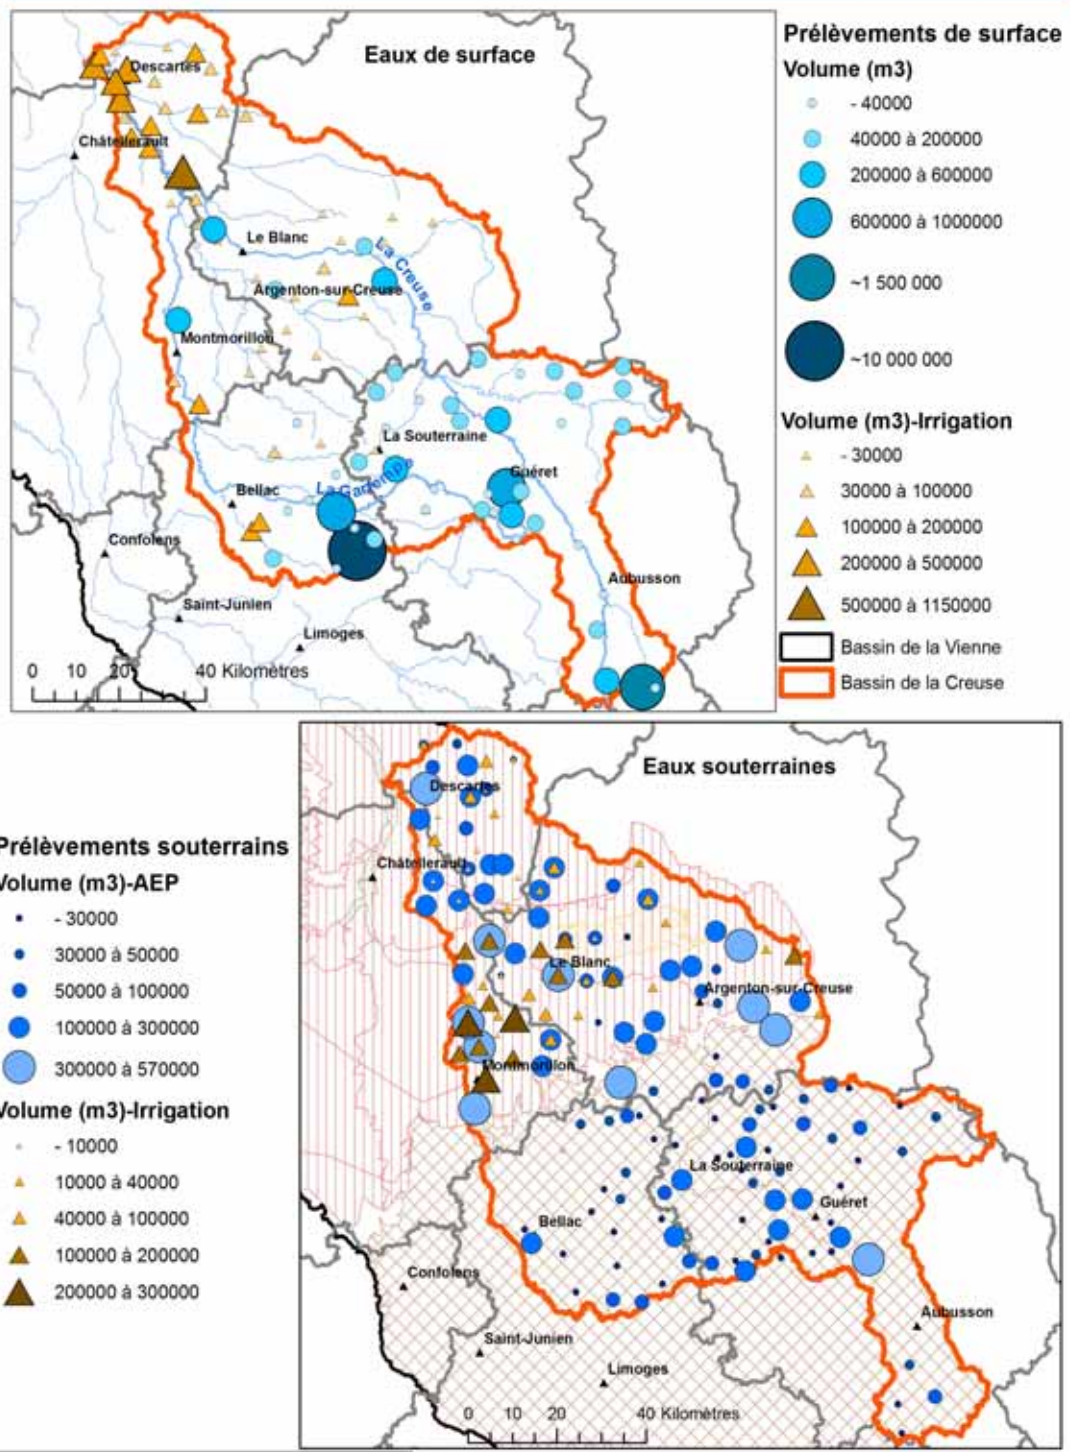 Eaux de surface
Descartes
Châtellerault
Le Blanc
La Creuse
Argenton-sur-Creuse
Montmorillon
La Souterraine
Guéret
La Gartempe
Bellac
Confolens
Aubusson
Saint-Junien
Limoges
0 10 20 40 Kilomètres
Prélèvements de surface
Volume (m3)
- 40000
40000 à 200000
200000 à 600000
600000 à 1000000
~1 500 000
~10 000 000
Volume (m3)-Irrigation
- 30000
30000 à 100000
100000 à 200000
200000 à 500000
500000 à 1150000
Bassin de la Vienne
Bassin de la Creuse
Prélèvements souterrains
Volume (m3)-AEP
- 30000
30000 à 50000
50000 à 100000
100000 à 300000
300000 à 570000
Volume (m3)-Irrigation
- 10000
10000 à 40000
40000 à 100000
100000 à 200000
200000 à 300000
Eaux souterraines
Descartes
Châtellerault
Le Blanc
Argenton-sur-Creuse
Montmorillon
La Souterraine
Guéret
Bellac
Confolens
Aubusson
Saint-Junien
Limoges
0 10 20 40 Kilomètres